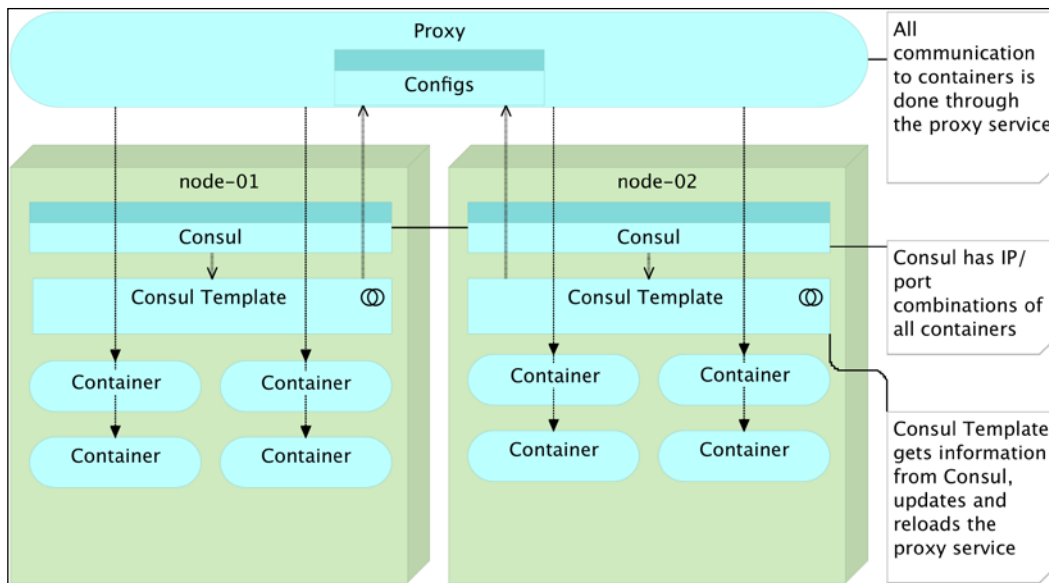 Proxy
Configs
All
communication
to containers is
done through
the proxy service
node-01
Consul
Consul Template
Container
Container
Container
Container
node-02
Consul
Consul Template
Container
Container
Container
Container
Consul has IP/
port
combinations of
all containers
Consul Template
gets information
from Consul,
updates and
reloads the
proxy service